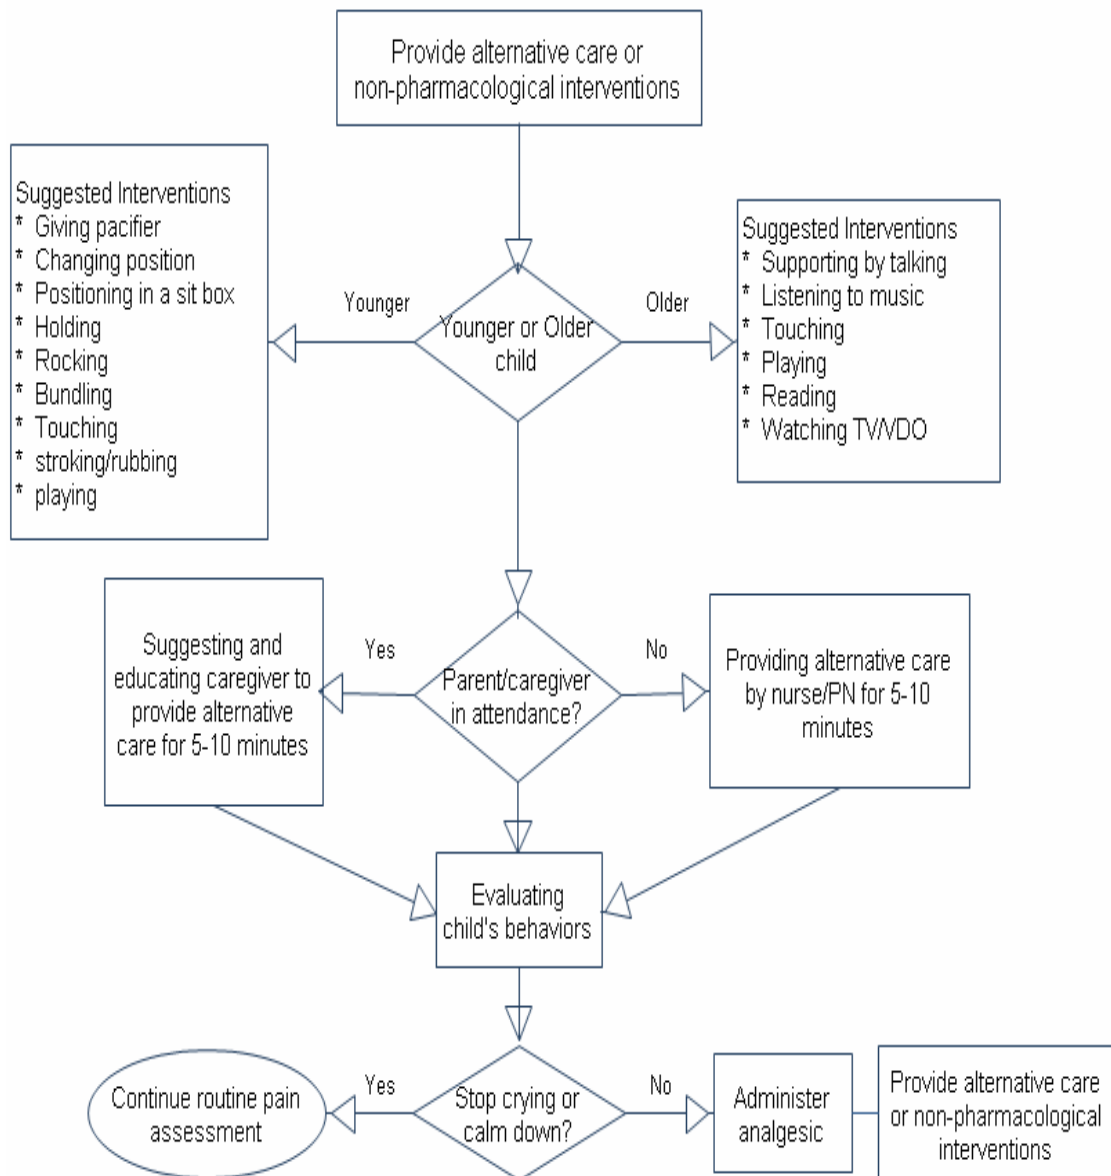 Provide alternative care or
non-pharmacological interventions
Suggested Interventions
* Giving pacifier
* Changing position
* Positioning in a sit box
* Holding
* Rocking
* Bundling
* Touching
* stroking/rubbing
* playing
Younger
Younger or Older
child
Older
Suggested Interventions
* Supporting by talking
* Listening to music
* Touching
* Playing
* Reading
* Watching TV/VDO
Suggesting and
educating caregiver to
provide alternative
care for 5-10 minutes
Yes
Parent/caregiver
in attendance?
No
Providing alternative care
by nurse/PN for 5-10
minutes
Evaluating
child's behaviors
Continue routine pain
assessment
Yes
Stop crying or
calm down?
No
Administer
analgesic
Provide alternative care
or non-pharmacological
interventions